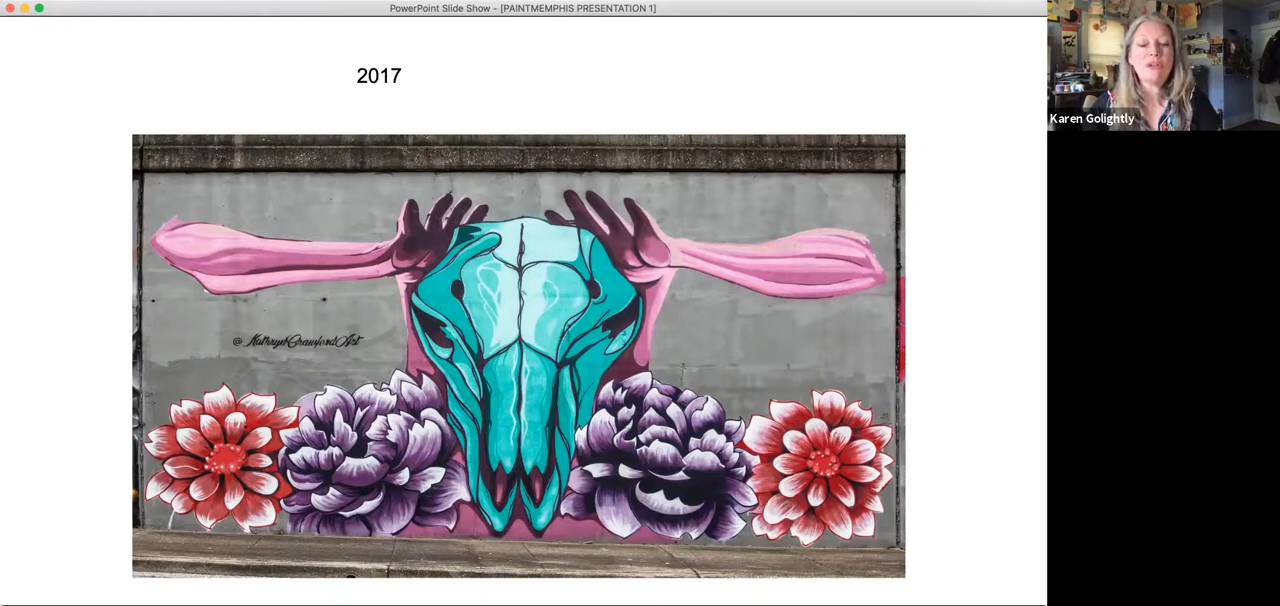 PowerPoint Slide Show - [PAINTMEMPHIS PRESENTATION 1]
Karen Golightly
2017
@KathrynCrawfordArt